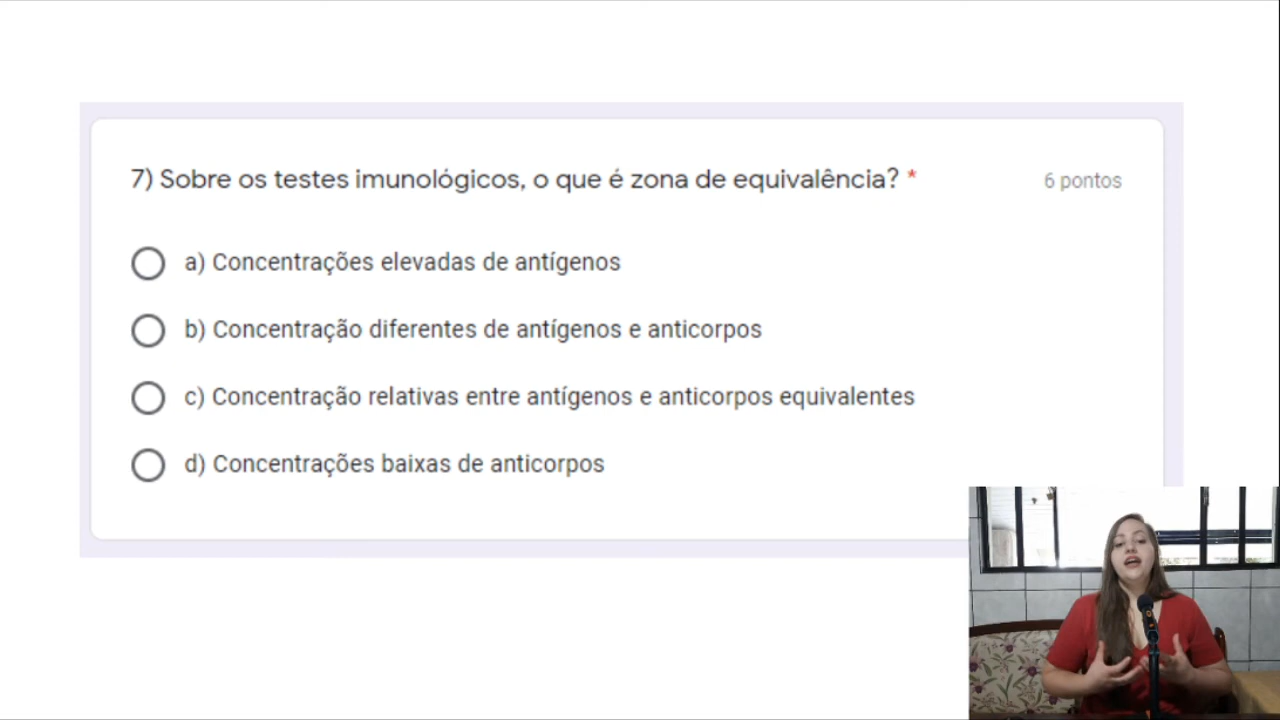 7) Sobre os testes imunológicos, o que é zona de equivalência? *
6 pontos
a) Concentrações elevadas de antígenos
b) Concentração diferentes de antígenos e anticorpos
c) Concentração relativas entre antígenos e anticorpos equivalentes
d) Concentrações baixas de anticorpos